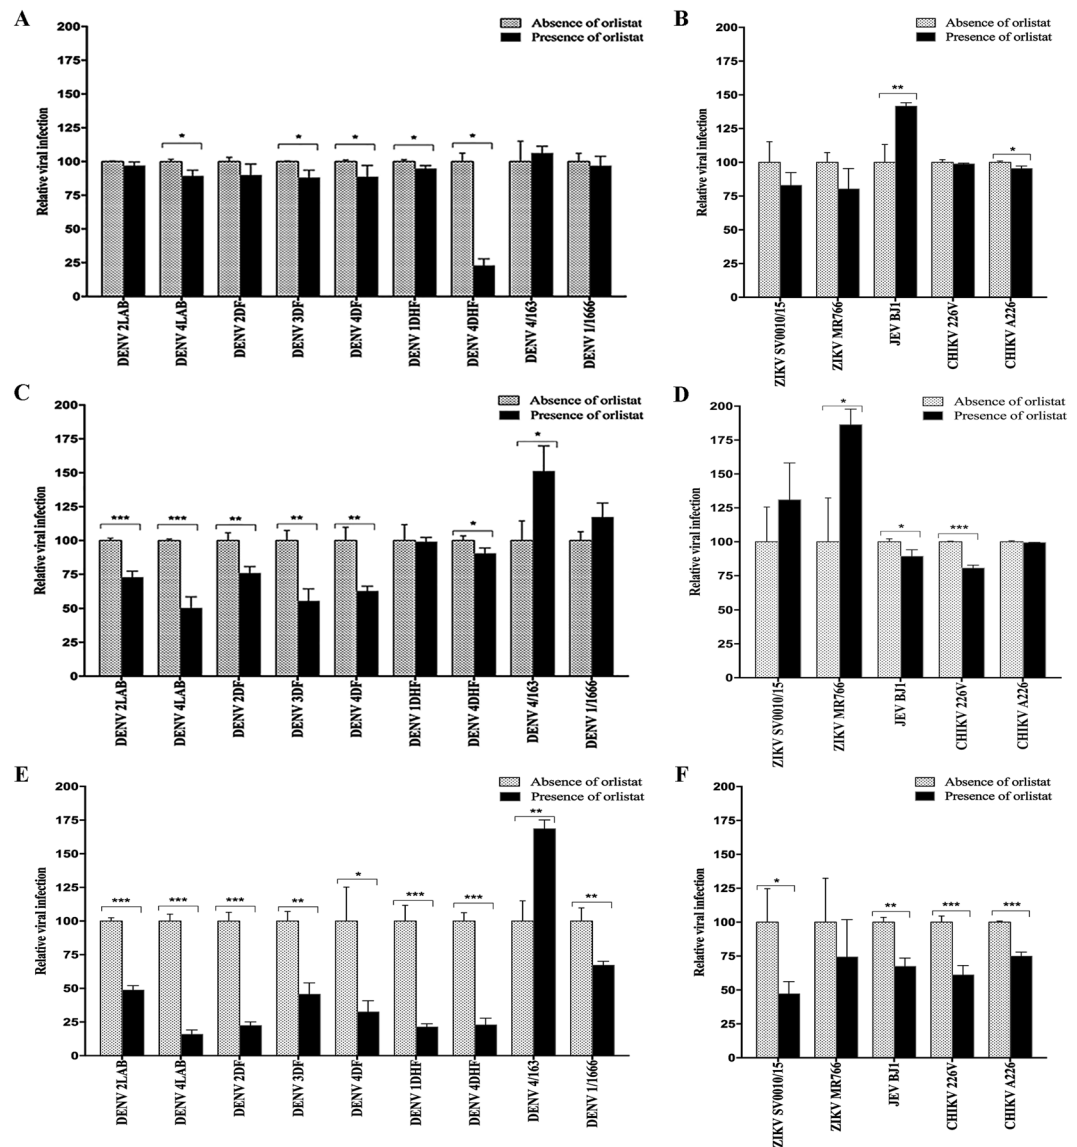 A
Absence of orlistat
Presence of orlistat
Relative viral infection
200
175
150
125
100
75
50
25
0
* * * * *
DENV 2LAB
DENV 4LAB
DENV 2DF
DENV 3DF
DENV 4DF
DENV 1DHF
DENV 4DHF
DENV 4/163
DENV 1/1666
B
Absence of orlistat
Presence of orlistat
Relative viral infection
200
175
150
125
100
75
50
25
0
** *
ZIKV SV0010/15
ZIKV MR766
JEV BJ1
CHIKV 226V
CHIKV A226
C
Absence of orlistat
Presence of orlistat
Relative viral infection
200
175
150
125
100
75
50
25
0
*** *** ** ** ** * *
DENV 2LAB
DENV 4LAB
DENV 2DF
DENV 3DF
DENV 4DF
DENV 1DHF
DENV 4DHF
DENV 4/163
DENV 1/1666
D
Absence of orlistat
Presence of orlistat
Relative viral infection
200
175
150
125
100
75
50
25
0
* * ***
ZIKV SV0010/15
ZIKV MR766
JEV BJ1
CHIKV 226V
CHIKV A226
E
Absence of orlistat
Presence of orlistat
Relative viral infection
200
175
150
125
100
75
50
25
0
*** *** *** ** * *** *** ** **
DENV 2LAB
DENV 4LAB
DENV 2DF
DENV 3DF
DENV 4DF
DENV 1DHF
DENV 4DHF
DENV 4/163
DENV 1/1666
F
Absence of orlistat
Presence of orlistat
Relative viral infection
200
175
150
125
100
75
50
25
0
* ** *** ***
ZIKV SV0010/15
ZIKV MR766
JEV BJ1
CHIKV 226V
CHIKV A226